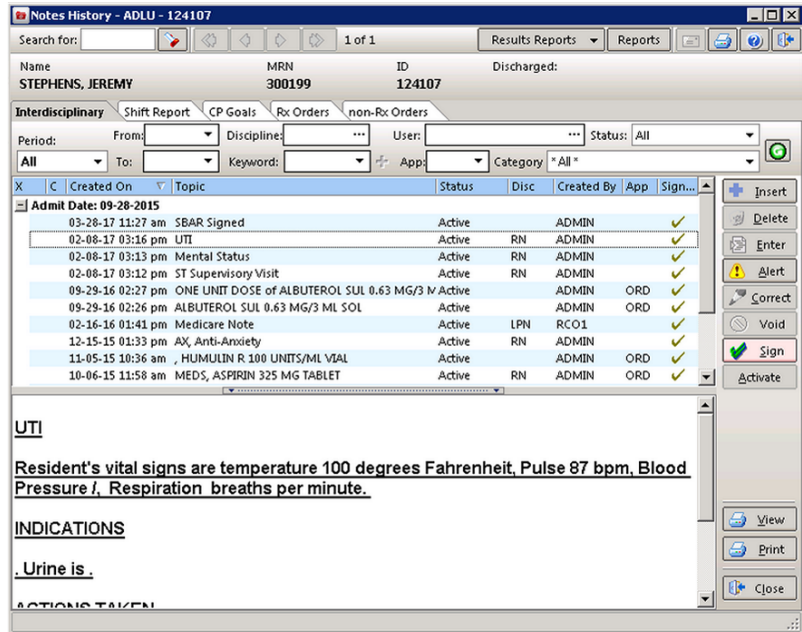 Notes History - ADLU - 124107
Search for: 1 of 1 Results Reports Reports
Name MRN ID Discharged:
STEPHENS, JEREMY 300199 124107
Interdisciplinary Shift Report CP Goals Rx Orders non-Rx Orders
Period: From: Discipline: ... User: ... Status: All
All To: Keyword: App: Category * All *
X C Created On Topic Status Disc Created By App Sign...
Admit Date: 09-28-2015
03-28-17 11:27 am SBAR Signed Active ADMIN
02-08-17 03:16 pm UTI Active RN ADMIN
02-08-17 03:13 pm Mental Status Active RN ADMIN
02-08-17 03:12 pm ST Supervisory Visit Active RN ADMIN
09-29-16 02:27 pm ONE UNIT DOSE of ALBUTEROL SUL 0.63 MG/3 M Active ADMIN ORD
09-29-16 02:26 pm ALBUTEROL SUL 0.63 MG/3 ML SOL Active ADMIN ORD
02-16-16 01:41 pm Medicare Note Active LPN RCO1
12-15-15 01:33 pm AX, Anti-Anxiety Active RN ADMIN
11-05-15 10:36 am , HUMULIN R 100 UNITS/ML VIAL Active ADMIN ORD
10-06-15 11:58 am MEDS, ASPIRIN 325 MG TABLET Active RN ADMIN ORD
Insert
Delete
Enter
Alert
Correct
Void
Sign
Activate
UTI
Resident's vital signs are temperature 100 degrees Fahrenheit, Pulse 87 bpm, Blood
Pressure /, Respiration breaths per minute.
INDICATIONS
. Urine is .
ACTIONS TAKEN
View
Print
Close